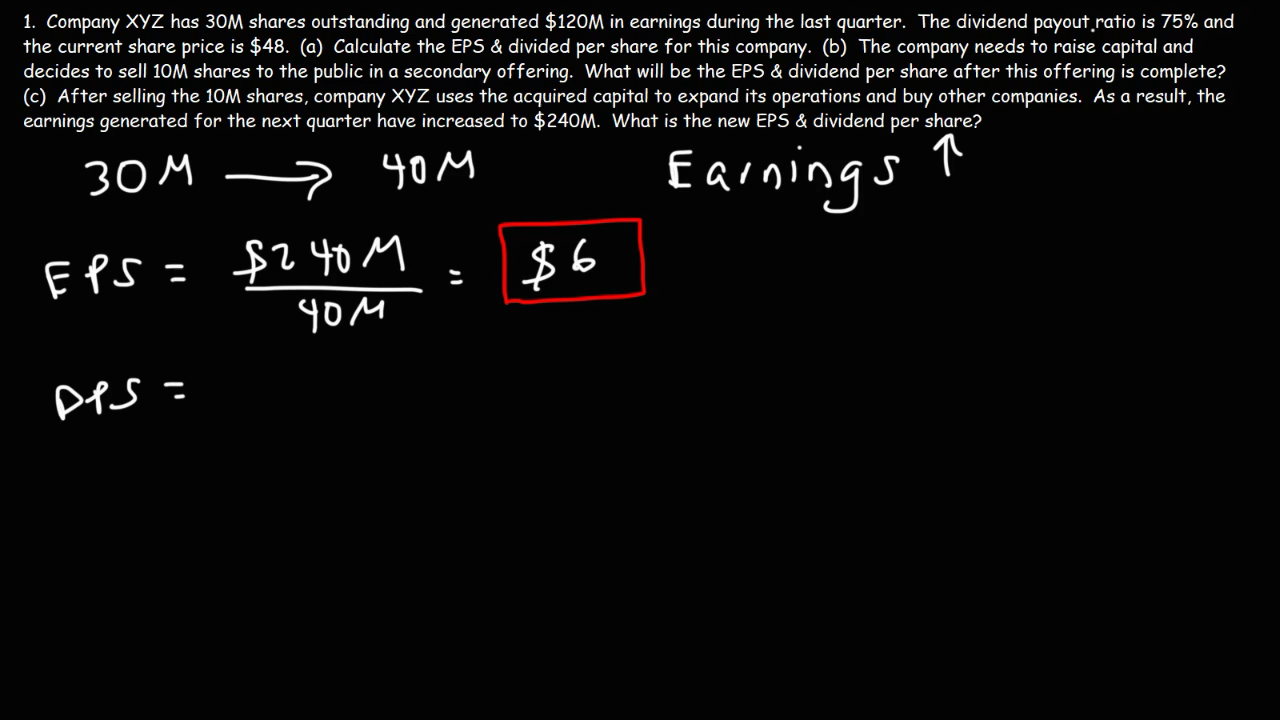 1. Company XYZ has 30M shares outstanding and generated $120M in earnings during the last quarter. The dividend payout ratio is 75% and
the current share price is $48. (a) Calculate the EPS & divided per share for this company. (b) The company needs to raise capital and
decides to sell 10M shares to the public in a secondary offering. What will be the EPS & dividend per share after this offering is complete?
(c) After selling the 10M shares, company XYZ uses the acquired capital to expand its operations and buy other companies. As a result, the
earnings generated for the next quarter have increased to $240M. What is the new EPS & dividend per share?
30M → 40M Earnings ↑
EPS = $240M / 40M = $6
DPS =